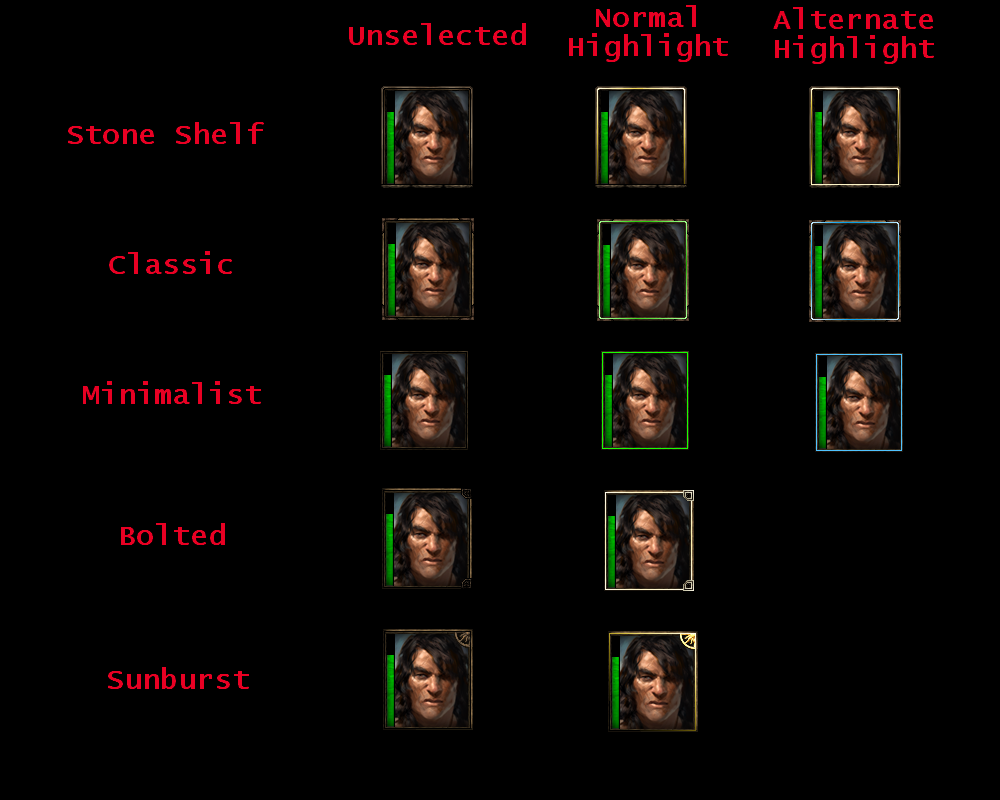 Unselected
Normal
Highlight
Alternate
Highlight
Stone Shelf
Classic
Minimalist
Bolted
Sunburst